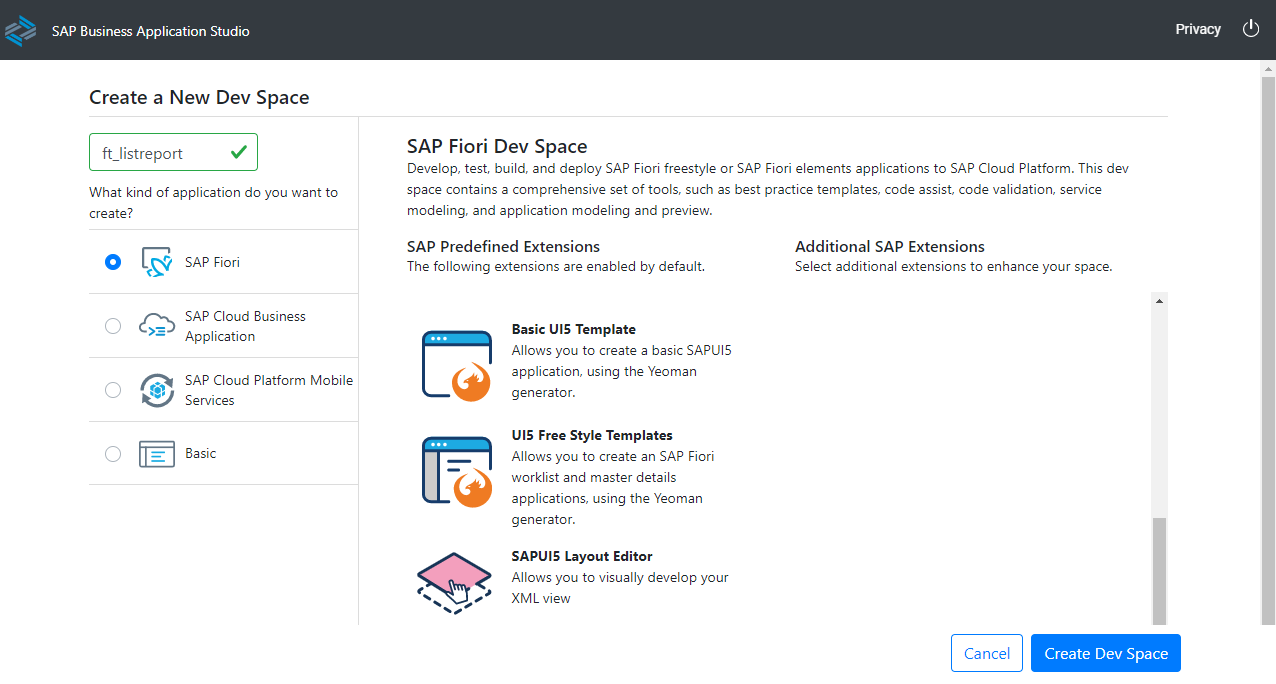 SAP Business Application Studio
Privacy
Create a New Dev Space
ft_listreport
What kind of application do you want to
create?
SAP Fiori
SAP Cloud Business
Application
SAP Cloud Platform Mobile
Services
Basic
SAP Fiori Dev Space
Develop, test, build, and deploy SAP Fiori freestyle or SAP Fiori elements applications to SAP Cloud Platform. This dev
space contains a comprehensive set of tools, such as best practice templates, code assist, code validation, service
modeling, and application modeling and preview.
SAP Predefined Extensions
The following extensions are enabled by default.
Additional SAP Extensions
Select additional extensions to enhance your space.
Basic UI5 Template
Allows you to create a basic SAPUI5
application, using the Yeoman
generator.
UI5 Free Style Templates
Allows you to create an SAP Fiori
worklist and master details
applications, using the Yeoman
generator.
SAPUI5 Layout Editor
Allows you to visually develop your
XML view
Cancel
Create Dev Space